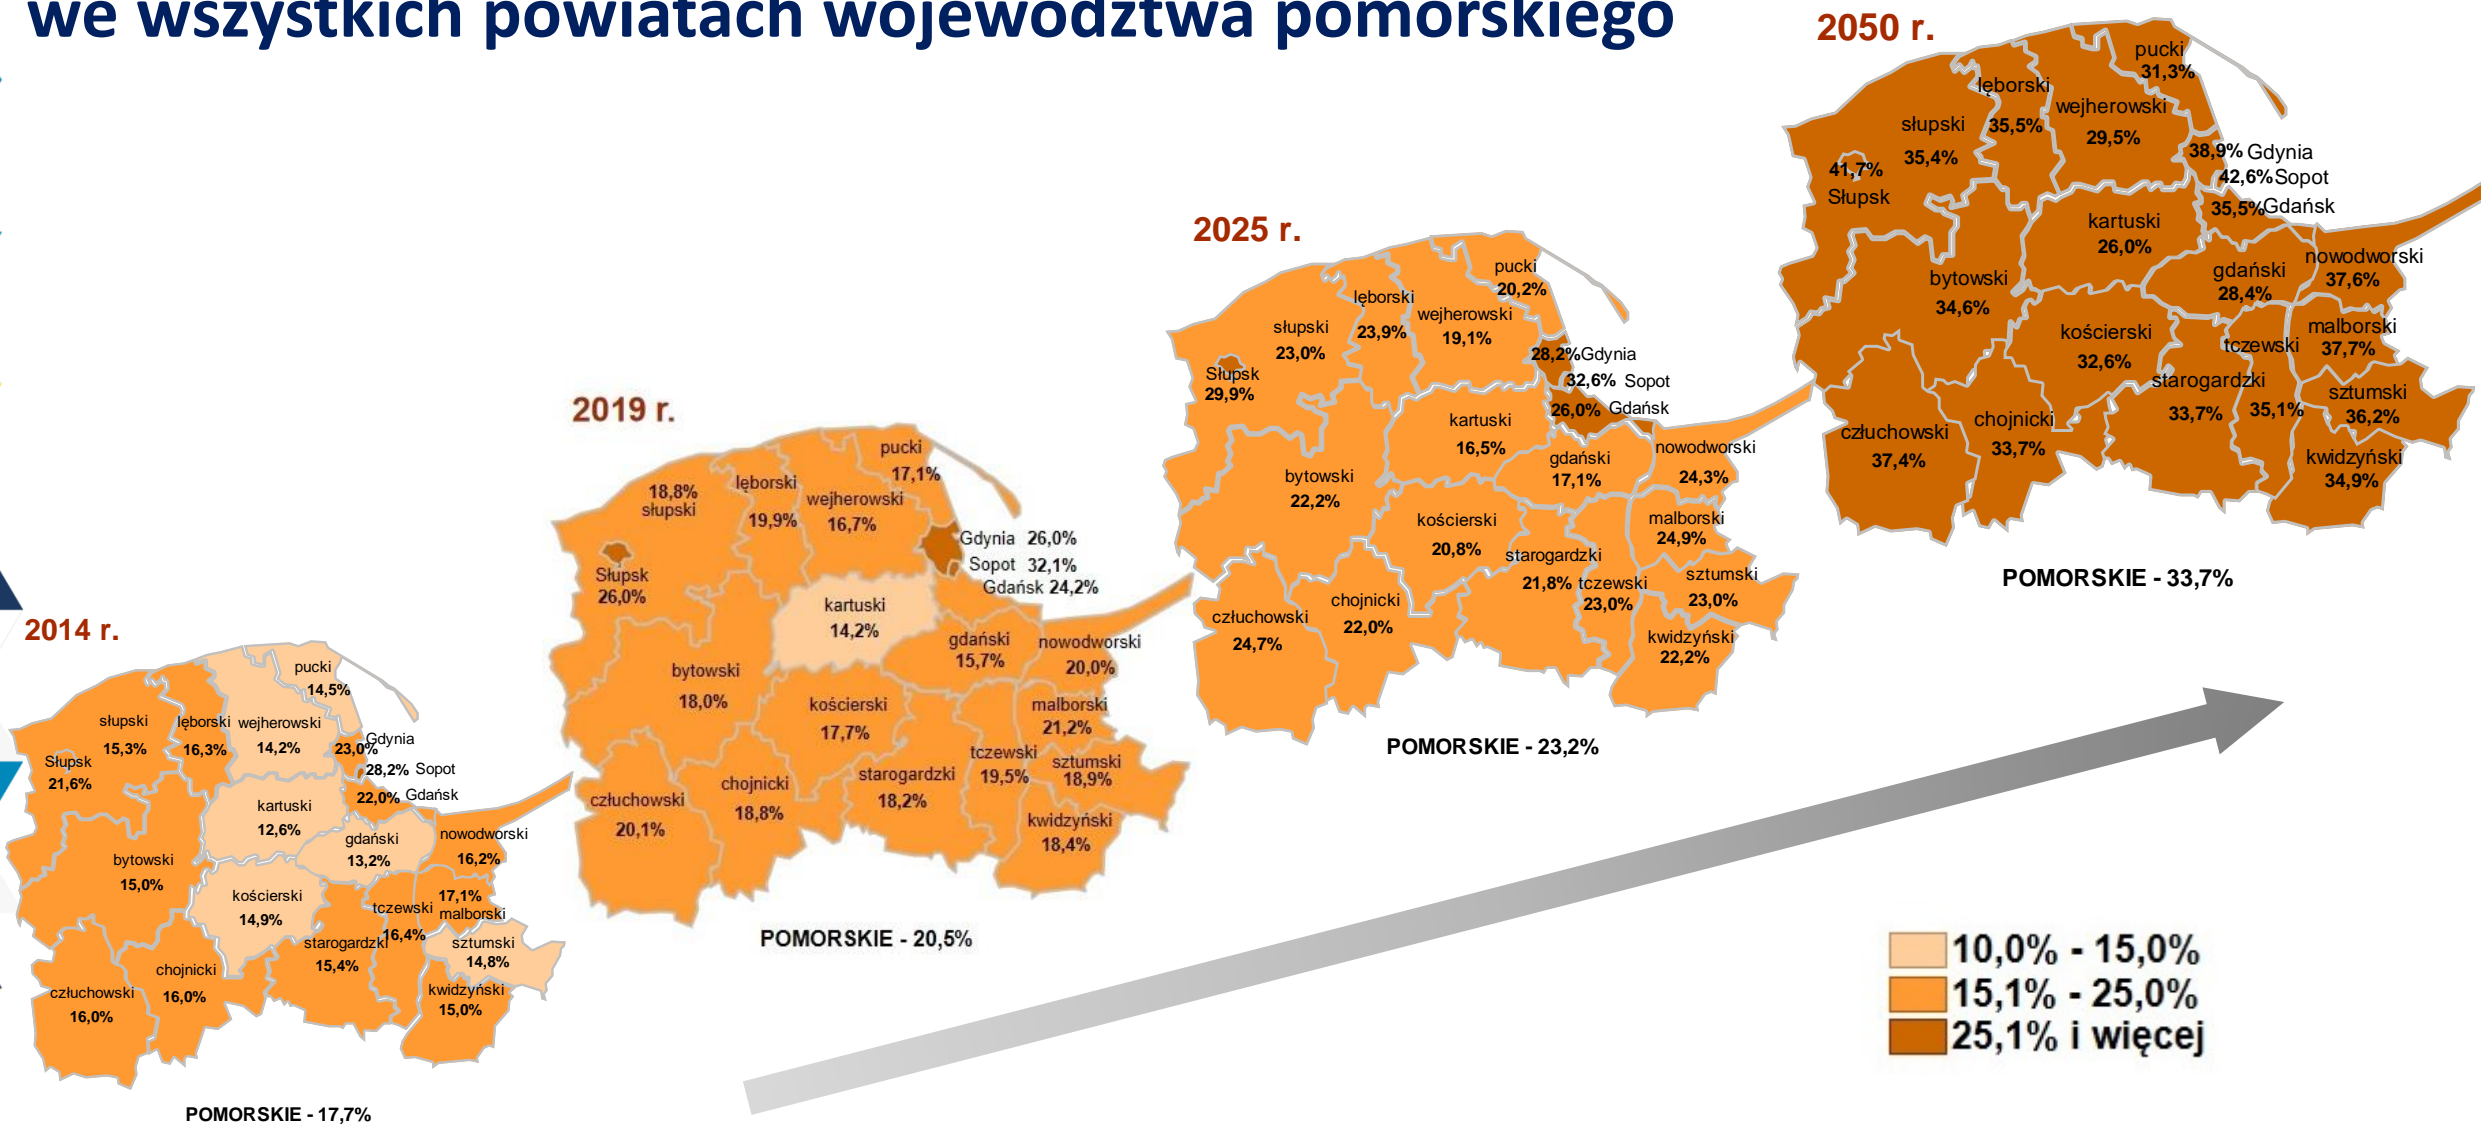 we wszystkich powiatach województwa pomorskiego
2014 r.
pucki
14,5%
słupski
15,3%
lęborski
16,3%
wejherowski
14,2%
Gdynia
23,0%
Słupsk
21,6%
28,2% Sopot
22,0% Gdańsk
kartuski
12,6%
gdański
13,2%
nowodworski
16,2%
bytowski
15,0%
kościerski
14,9%
tczewski
16,4%
17,1%
malborski
starogardzki
15,4%
sztumski
14,8%
chojnicki
16,0%
człuchowski
16,0%
kwidzyński
15,0%
POMORSKIE - 17,7%
2019 r.
pucki
17,1%
18,8%
słupski
lęborski
19,9%
wejherowski
16,7%
Gdynia 26,0%
Sopot 32,1%
Gdańsk 24,2%
Słupsk
26,0%
kartuski
14,2%
gdański
15,7%
nowodworski
20,0%
bytowski
18,0%
kościerski
17,7%
malborski
21,2%
tczewski
19,5%
sztumski
18,9%
starogardzki
18,2%
chojnicki
18,8%
człuchowski
20,1%
kwidzyński
18,4%
POMORSKIE - 20,5%
2025 r.
pucki
20,2%
lęborski
23,9%
wejherowski
19,1%
słupski
23,0%
28,2%Gdynia
Słupsk
29,9%
32,6% Sopot
26,0% Gdańsk
kartuski
16,5%
gdański
17,1%
nowodworski
24,3%
bytowski
22,2%
kościerski
20,8%
malborski
24,9%
starogardzki
21,8%
tczewski
23,0%
sztumski
23,0%
chojnicki
22,0%
człuchowski
24,7%
kwidzyński
22,2%
POMORSKIE - 23,2%
2050 r.
pucki
31,3%
lęborski
35,5%
wejherowski
29,5%
słupski
35,4%
38,9% Gdynia
41,7%
Słupsk
42,6%Sopot
35,5%Gdańsk
kartuski
26,0%
nowodworski
37,6%
gdański
28,4%
bytowski
34,6%
kościerski
32,6%
malborski
37,7%
tczewski
35,1%
starogardzki
33,7%
sztumski
36,2%
chojnicki
33,7%
człuchowski
37,4%
kwidzyński
34,9%
POMORSKIE - 33,7%
10,0% - 15,0%
15,1% - 25,0%
25,1% i więcej